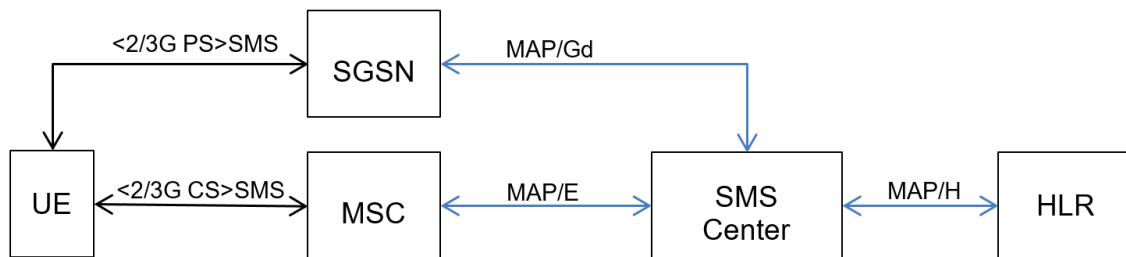 <2/3G PS>SMS
MAP/Gd
SGSN
UE
<2/3G CS>SMS
MSC
MAP/E
SMS
Center
MAP/H
HLR